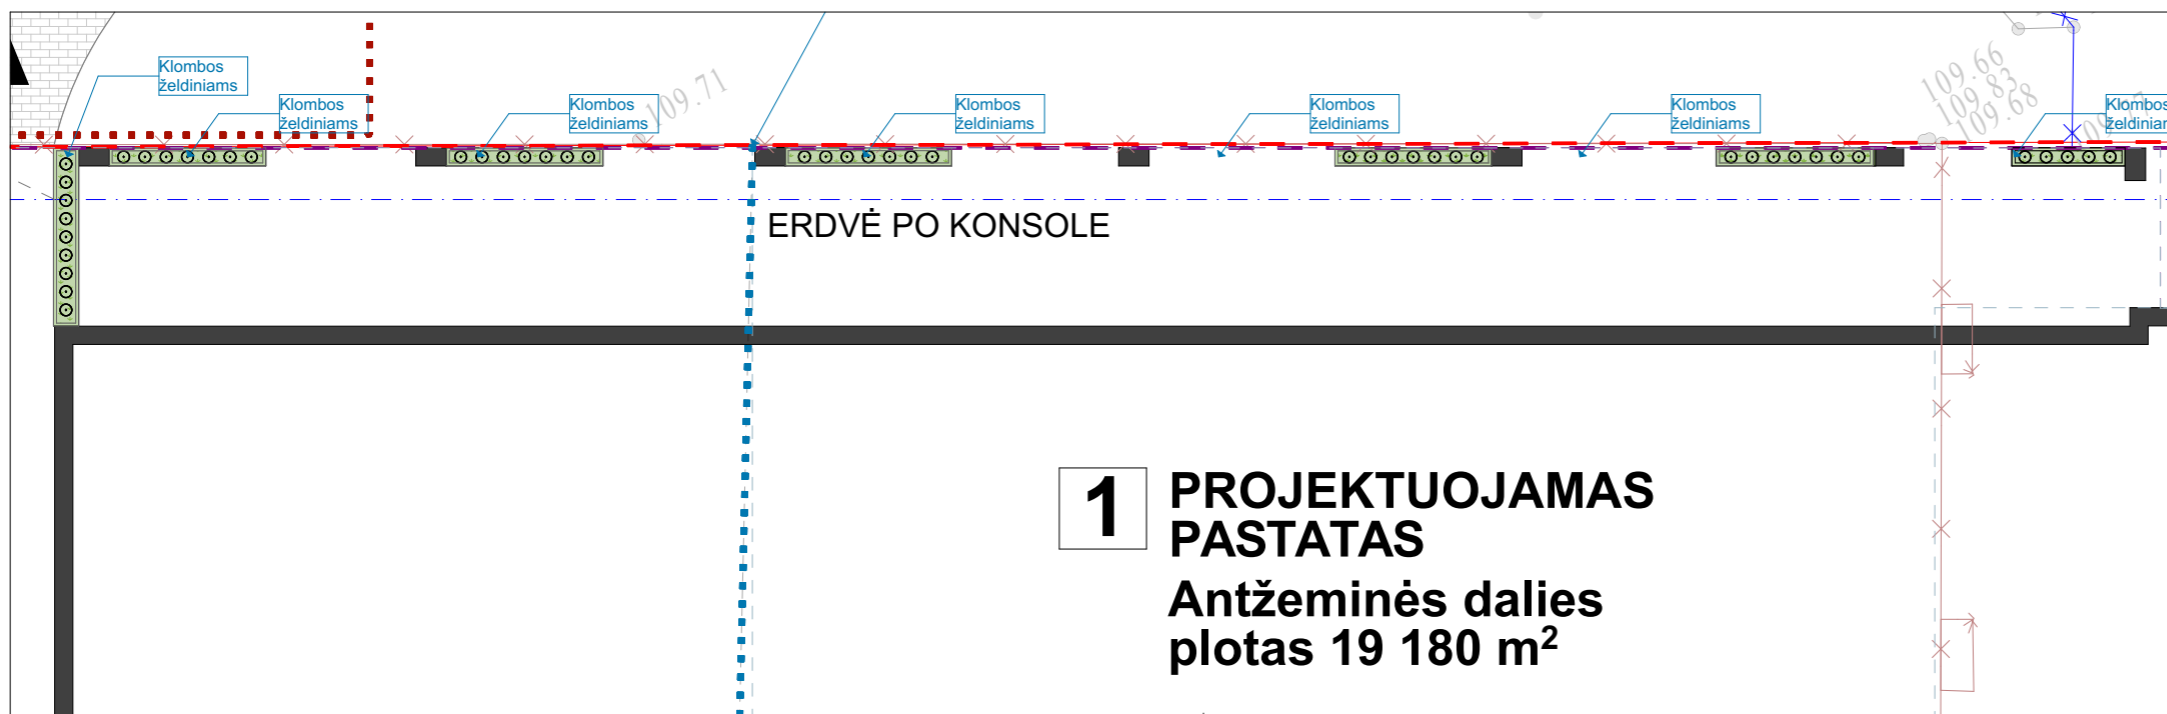 Klombos
želdiniams
Klombos
želdiniams
Klombos
želdiniams
109.71
Klombos
želdiniams
Klombos
želdiniams
Klombos
želdiniams
109.66
109.83
109.68
Klombos
želdiniams
ERDVĖ PO KONSOLE
1
PROJEKTUOJAMAS
PASTATAS
Antžeminės dalies
plotas 19 180 m²